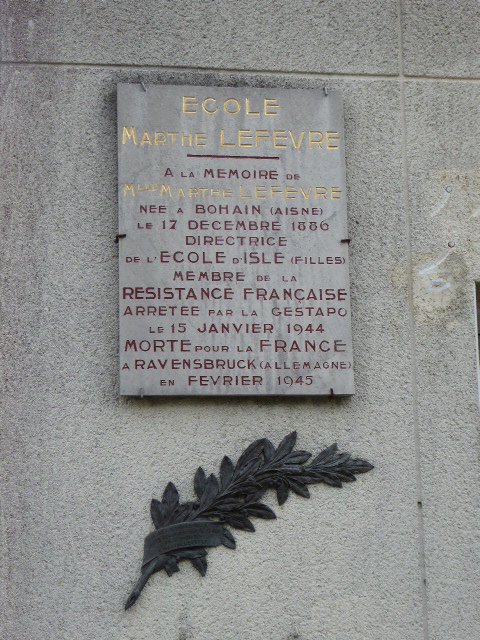 ECOLE
MARTHE LEFEVRE
A LA MEMOIRE DE
MELLE MARTHE LEFEVRE
NEE A BOHAIN (AISNE)
LE 17 DECEMBRE 1886
DIRECTRICE
DE L'ECOLE D'ISLE (FILLES)
MEMBRE DE LA
RESISTANCE FRANÇAISE
ARRETEE PAR LA GESTAPO
LE 15 JANVIER 1944
MORTE POUR LA FRANCE
A RAVENSBRUCK (ALLEMAGNE)
EN FEVRIER 1945